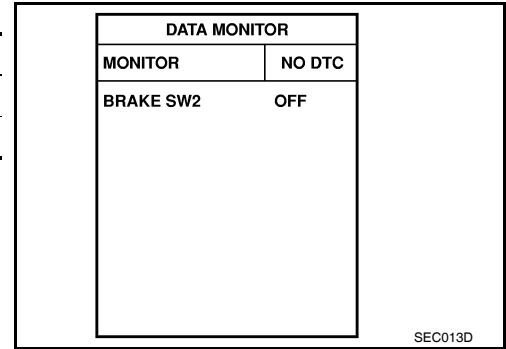 DATA MONITOR
MONITOR NO DTC
BRAKE SW2 OFF
SEC013D